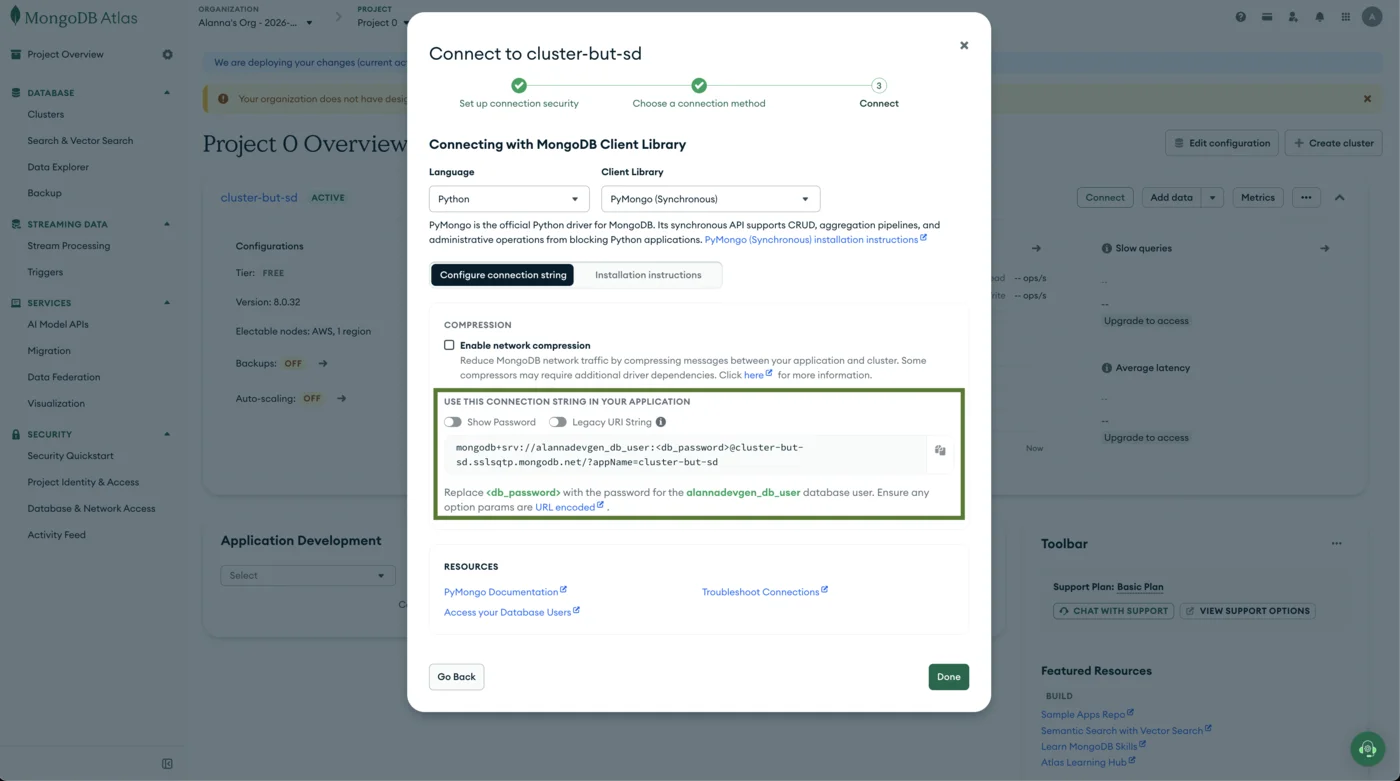 MongoDB Atlas
ORGANIZATION
Alanna's Org - 2026-...
PROJECT
Project 0
A
Project Overview
DATABASE
Clusters
Search & Vector Search
Data Explorer
Backup
STREAMING DATA
Stream Processing
Triggers
SERVICES
AI Model APIs
Migration
Data Federation
Visualization
SECURITY
Security Quickstart
Project Identity & Access
Database & Network Access
Activity Feed
We are deploying your changes (current ac
Your organization does not have desig
Project 0 Overview
Edit configuration
Create cluster
cluster-but-sd
ACTIVE
Connect
Add data
Metrics
Configurations
Tier: FREE
Version: 8.0.32
Electable nodes: AWS, 1 region
Backups: OFF
Auto-scaling: OFF
-- ops/s
-- ops/s
Now
Slow queries
--
Upgrade to access
Average latency
--
Upgrade to access
Application Development
Select
Toolbar
Support Plan: Basic Plan
CHAT WITH SUPPORT
VIEW SUPPORT OPTIONS
Featured Resources
BUILD
Sample Apps Repo
Semantic Search with Vector Search
Learn MongoDB Skills
Atlas Learning Hub
Connect to cluster-but-sd
Set up connection security
Choose a connection method
3
Connect
Connecting with MongoDB Client Library
Language
Client Library
Python
PyMongo (Synchronous)
PyMongo is the official Python driver for MongoDB. Its synchronous API supports CRUD, aggregation pipelines, and
administrative operations from blocking Python applications. PyMongo (Synchronous) installation instructions
Configure connection string
Installation instructions
COMPRESSION
Enable network compression
Reduce MongoDB network traffic by compressing messages between your application and cluster. Some
compressors may require additional driver dependencies. Click here for more information.
USE THIS CONNECTION STRING IN YOUR APPLICATION
Show Password
Legacy URI String
mongodb+srv://alannadevgen_db_user:<db_password>@cluster-but-
sd.sslsqtp.mongodb.net/?appName=cluster-but-sd
Replace <db_password> with the password for the alannadevgen_db_user database user. Ensure any
option params are URL encoded .
RESOURCES
PyMongo Documentation
Troubleshoot Connections
Access your Database Users
Go Back
Done